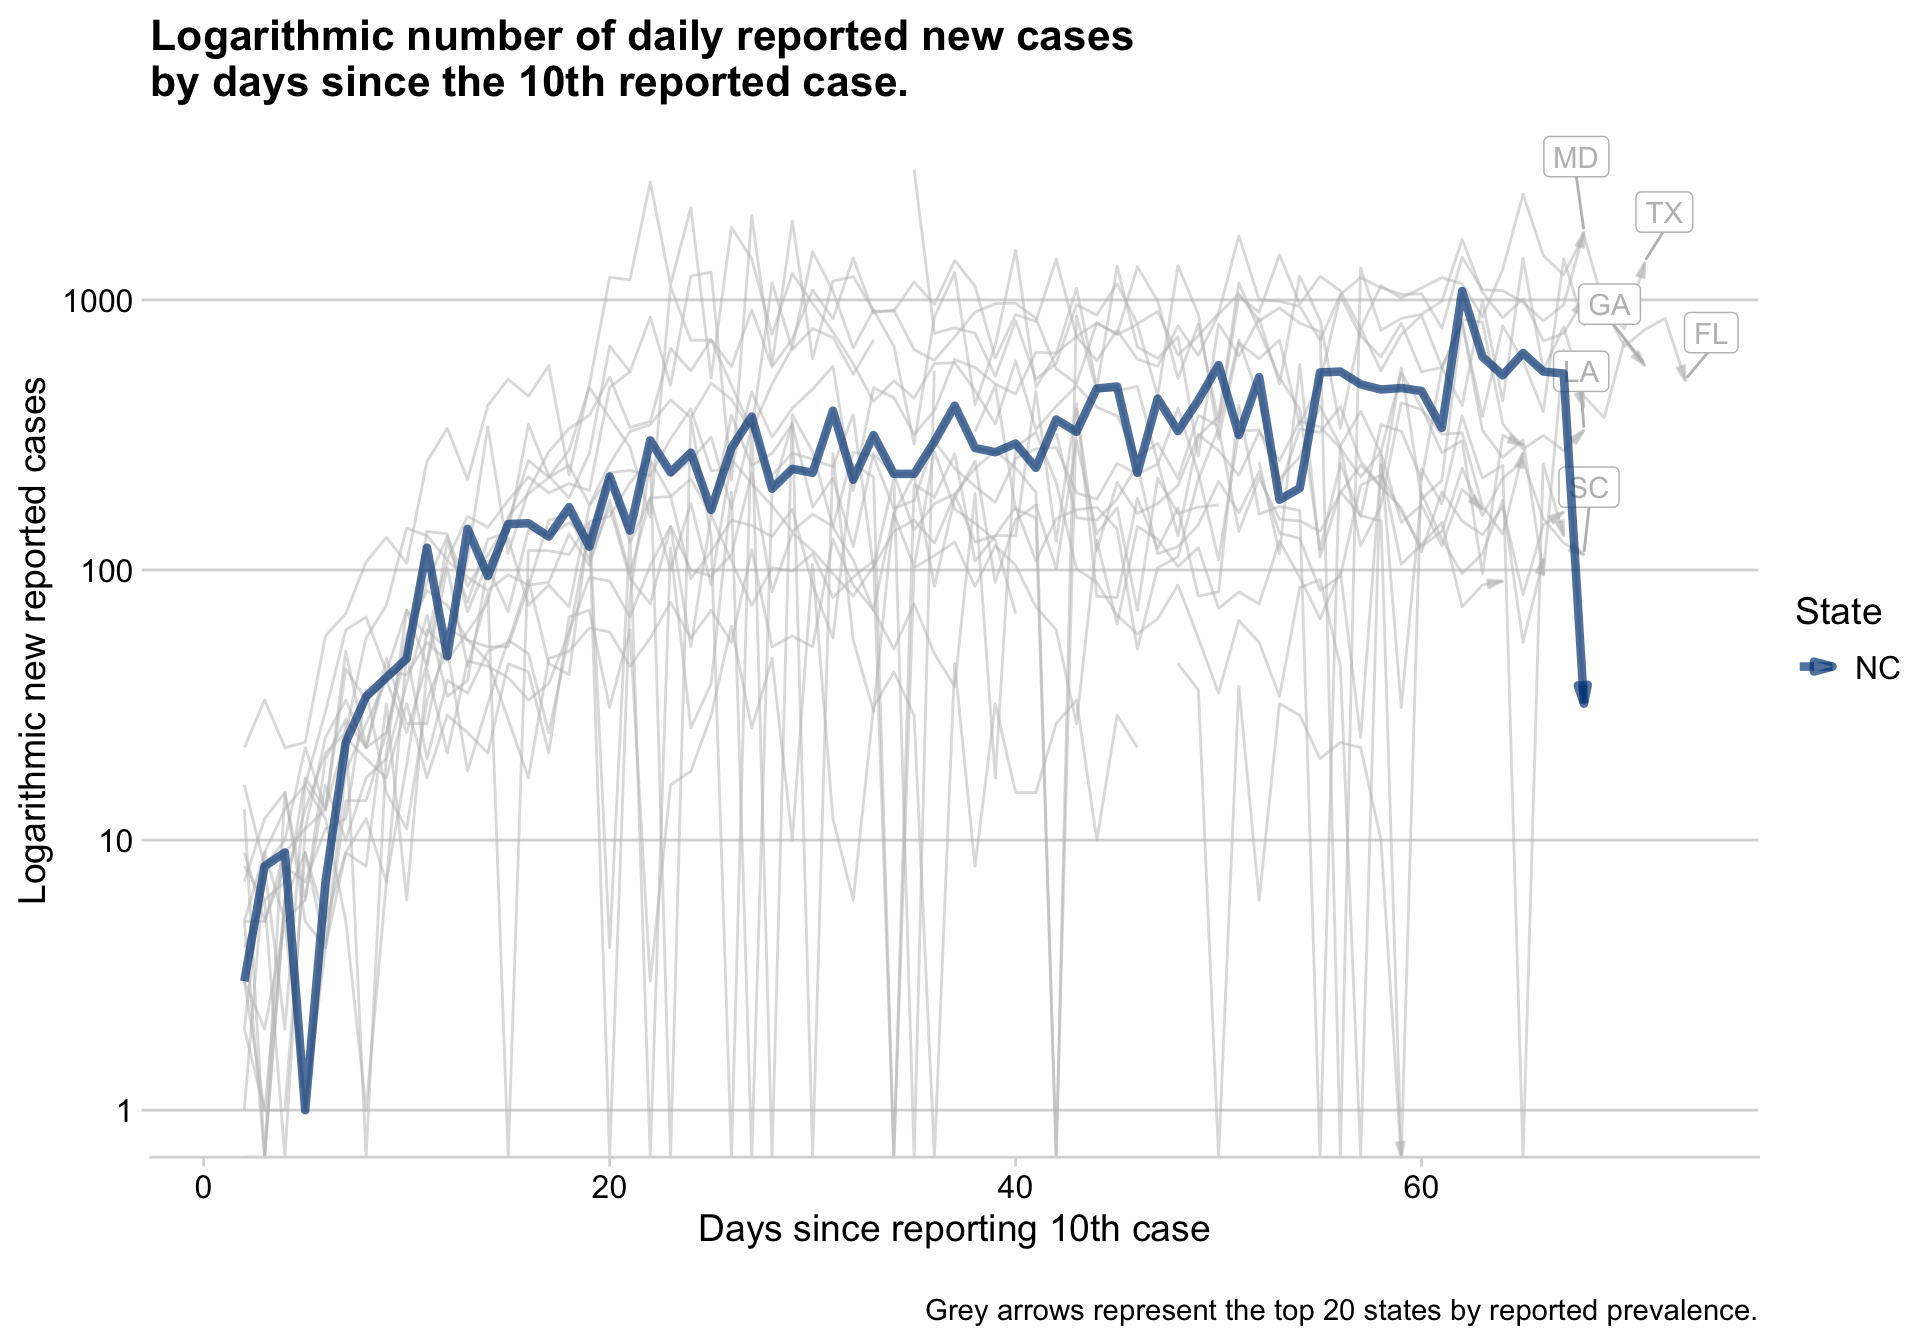 Logarithmic number of daily reported new cases
by days since the 10th reported case.
MD
TX
GA
FL
LA
SC
1000
100
10
1
Logarithmic new reported cases
0
20
40
60
Days since reporting 10th case
State
NC
Grey arrows represent the top 20 states by reported prevalence.